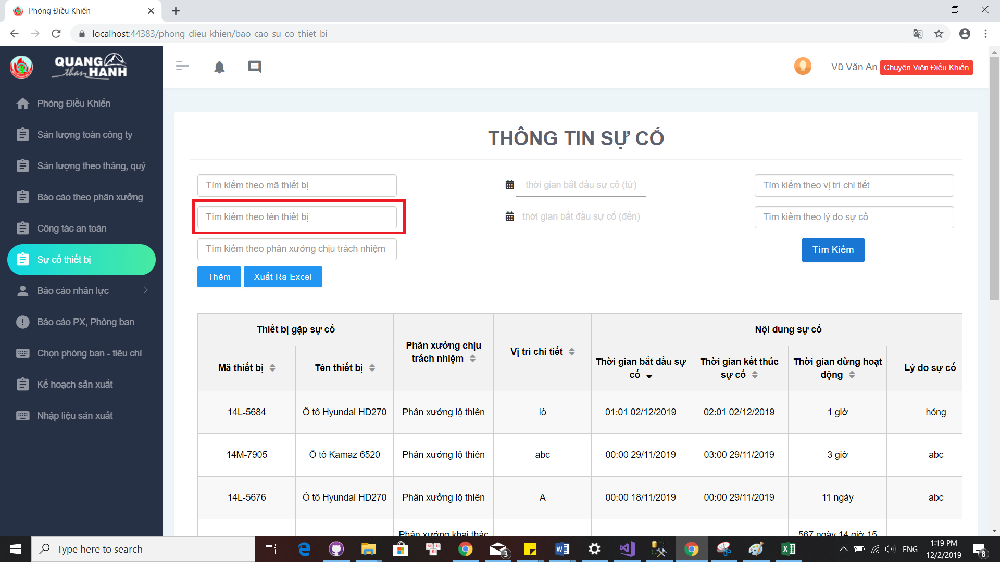 Phòng Điều Khiển
localhost:44383/phong-dieu-khien/bao-cao-su-co-thiet-bi
QUANG HANH
than
Vũ Văn An Chuyên Viên Điều Khiển
Phòng Điều Khiển
Sản lượng toàn công ty
Sản lượng theo tháng, quý
Báo cáo theo phân xưởng
Công tác an toàn
Sự cố thiết bị
Báo cáo nhân lực
Báo cáo PX, Phòng ban
Chọn phòng ban - tiêu chí
Kế hoạch sản xuất
Nhập liệu sản xuất
THÔNG TIN SỰ CỐ
Tìm kiếm theo mã thiết bị
thời gian bắt đầu sự cố (từ)
Tìm kiếm theo vị trí chi tiết
Tìm kiếm theo tên thiết bị
thời gian bắt đầu sự cố (đến)
Tìm kiếm theo lý do sự cố
Tìm kiếm theo phân xưởng chịu trách nhiệm
Tìm Kiếm
Thêm
Xuất Ra Excel
Thiết bị gặp sự cố
Phân xưởng chịu
trách nhiệm
Vị trí chi tiết
Nội dung sự cố
Mã thiết bị
Tên thiết bị
Thời gian bắt đầu sự
cố
Thời gian kết thúc
sự cố
Thời gian dừng hoạt
động
Lý do sự cố
14L-5684 Ô tô Hyundai HD270 Phân xưởng lộ thiên lò 01:01 02/12/2019 02:01 02/12/2019 1 giờ hỏng
14M-7905 Ô tô Kamaz 6520 Phân xưởng lộ thiên abc 00:00 29/11/2019 03:00 29/11/2019 3 giờ abc
14L-5676 Ô tô Hyundai HD270 Phân xưởng lộ thiên A 00:00 18/11/2019 00:00 29/11/2019 11 ngày abc
Phân xưởng khai thác 567 ngày 14 giờ 15
Type here to search
3
ENG
1:19 PM
12/2/2019
8